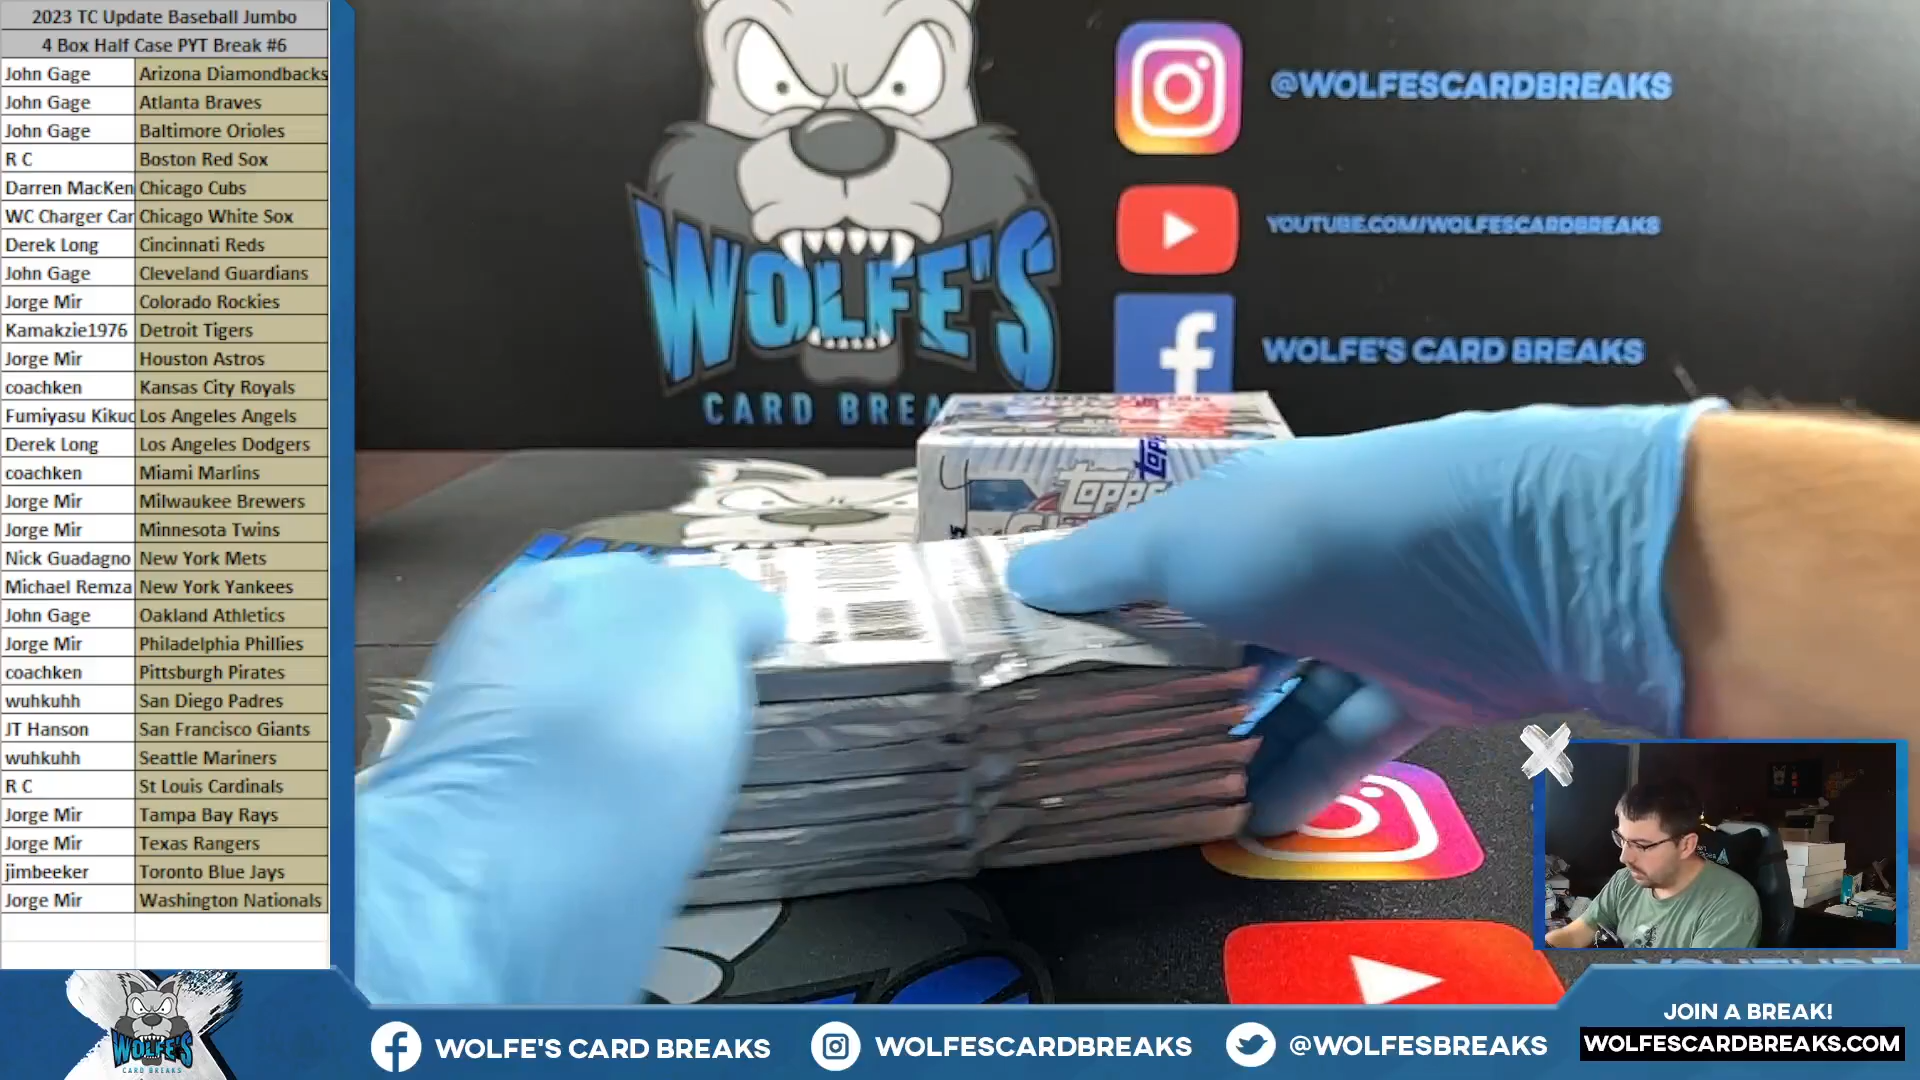 2023 TC Update Baseball Jumbo
4 Box Half Case PYT Break #6
John Gage Arizona Diamondbacks
John Gage Atlanta Braves
John Gage Baltimore Orioles
R C Boston Red Sox
Darren MacKen Chicago Cubs
WC Charger Car Chicago White Sox
Derek Long Cincinnati Reds
John Gage Cleveland Guardians
Jorge Mir Colorado Rockies
Kamakzie1976 Detroit Tigers
Jorge Mir Houston Astros
coachken Kansas City Royals
Fumiyasu Kikuc Los Angeles Angels
Derek Long Los Angeles Dodgers
coachken Miami Marlins
Jorge Mir Milwaukee Brewers
Jorge Mir Minnesota Twins
Nick Guadagno New York Mets
Michael Remza New York Yankees
John Gage Oakland Athletics
Jorge Mir Philadelphia Phillies
coachken Pittsburgh Pirates
wuhkuhh San Diego Padres
JT Hanson San Francisco Giants
wuhkuhh Seattle Mariners
R C St Louis Cardinals
Jorge Mir Tampa Bay Rays
Jorge Mir Texas Rangers
jimbeeker Toronto Blue Jays
Jorge Mir Washington Nationals
WOLFE'S
CARD BREA
@WOLFESCARDBREAKS
YOUTUBE.COM/WOLFESCARDBREAKS
WOLFE'S CARD BREAKS
4
Topps
WOLFE'S
CARD BREAKS
WOLFE'S CARD BREAKS
WOLFESCARDBREAKS
@WOLFESBREAKS
JOIN A BREAK!
WOLFESCARDBREAKS.COM